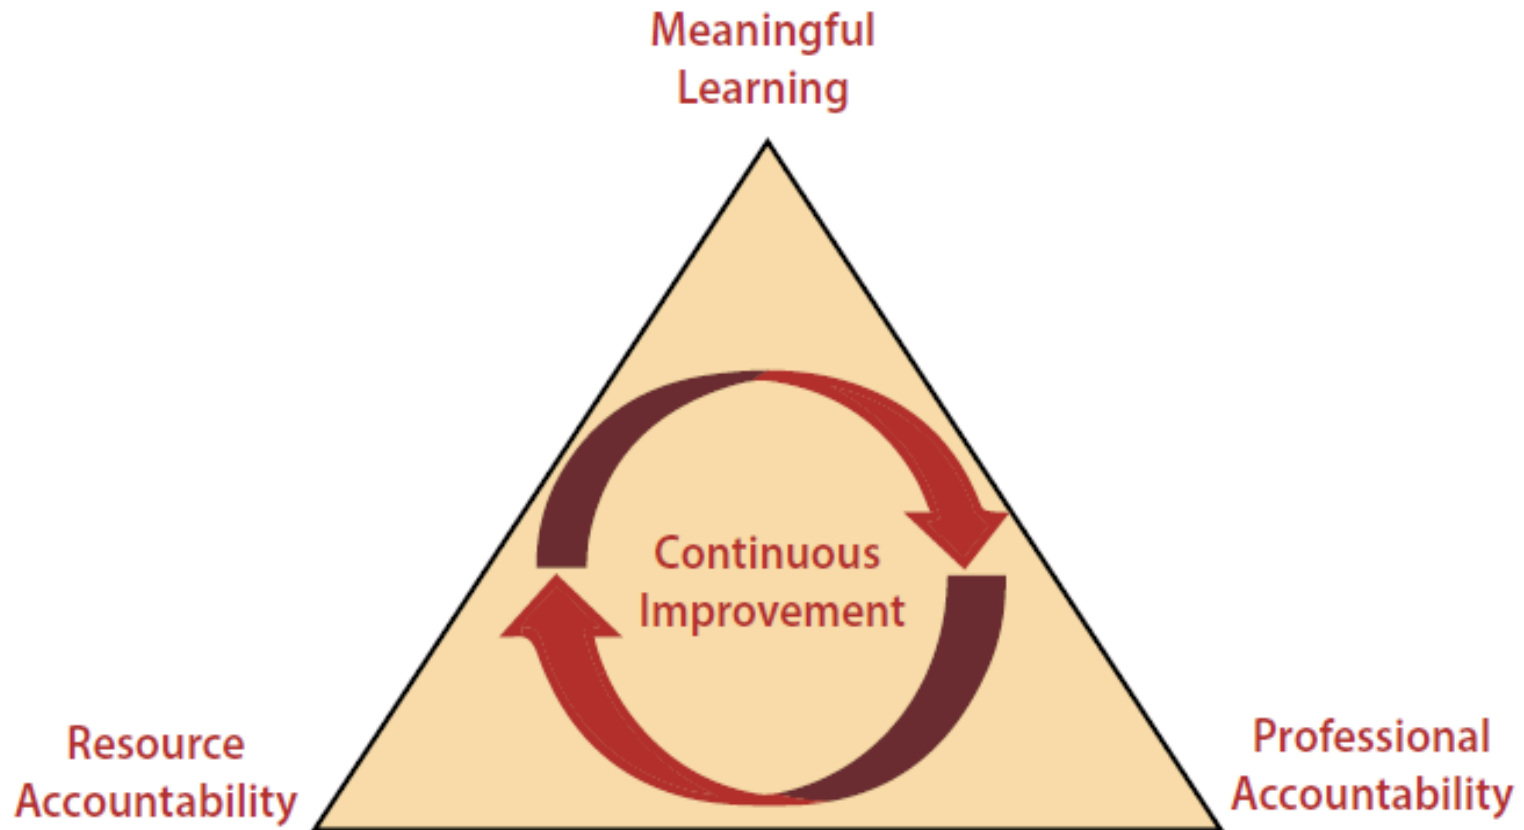 Meaningful
Learning
Continuous
Improvement
Resource
Accountability
Professional
Accountability